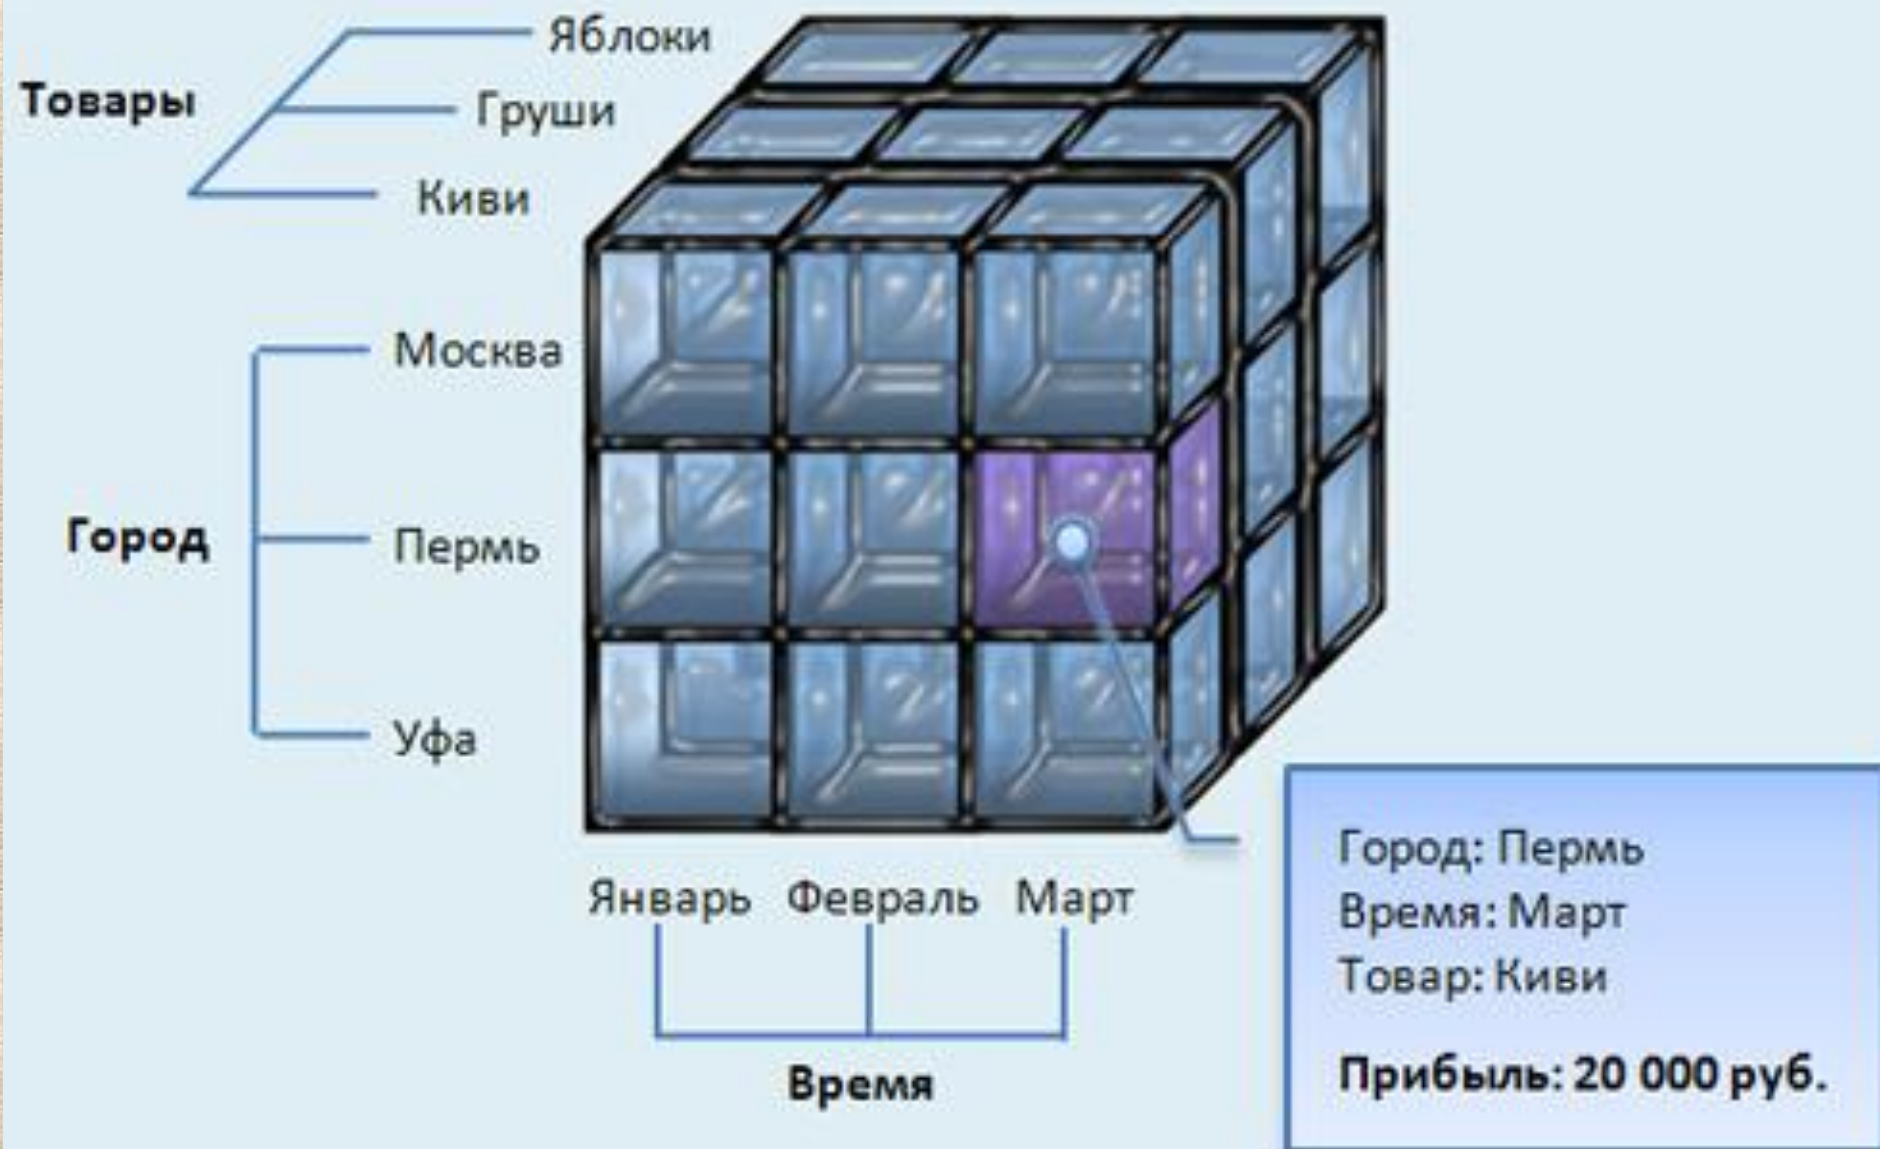 Яблоки
Товары
Груши
Киви
Москва
Город
Пермь
Уфа
Январь Февраль Март
Время
Город: Пермь
Время: Март
Товар: Киви
Прибыль: 20 000 руб.